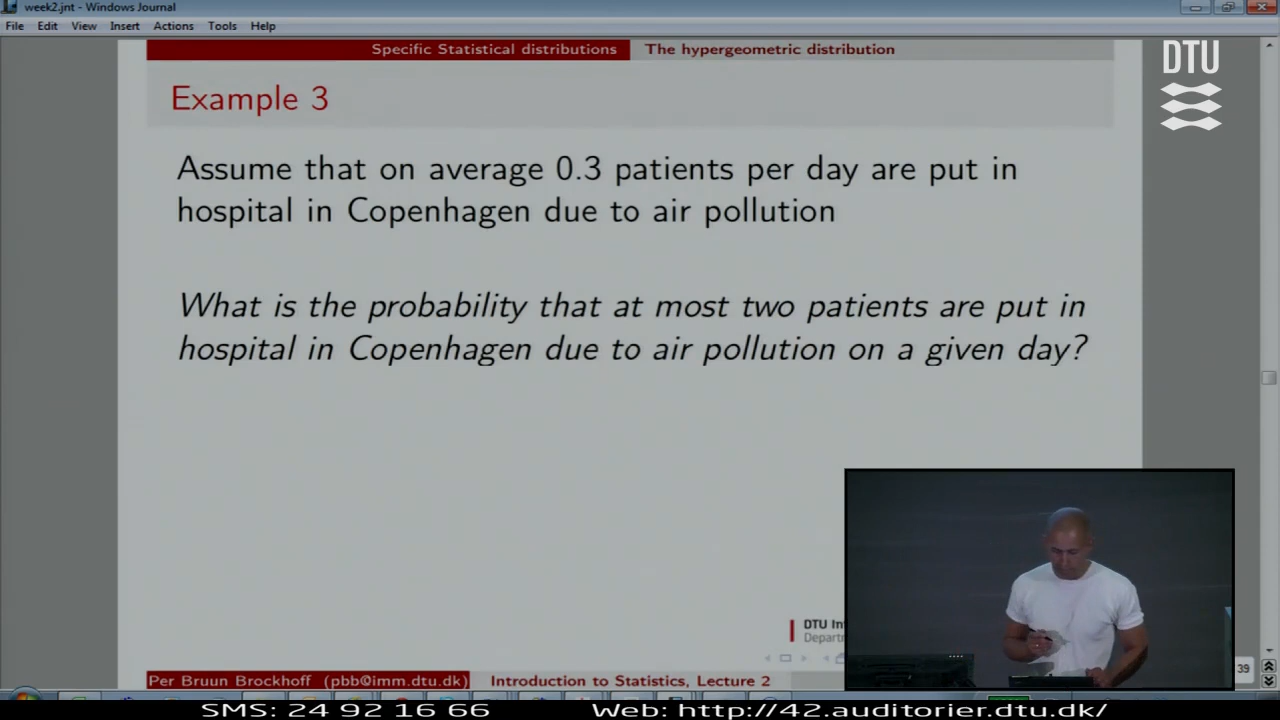 week2.jnt - Windows Journal
File Edit View Insert Actions Tools Help
Specific Statistical distributions The hypergeometric distribution
DTU
Example 3
Assume that on average 0.3 patients per day are put in
hospital in Copenhagen due to air pollution
What is the probability that at most two patients are put in
hospital in Copenhagen due to air pollution on a given day?
DTU
39
Per Bruun Brockhoff (pbb@imm.dtu.dk) Introduction to Statistics, Lecture 2
SMS: 24 92 16 66 Web: http://42.auditorier.dtu.dk/